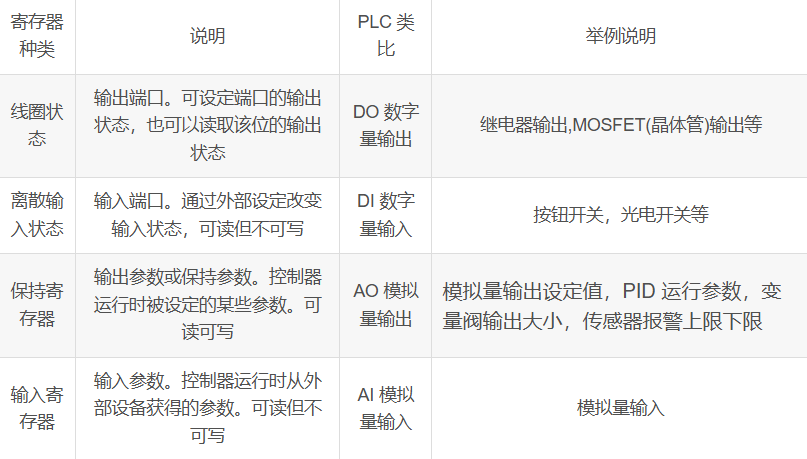 寄存器
种类
说明
PLC 类
比
举例说明
线圈状
态
输出端口。可设定端口的输出
状态，也可以读取该位的输出
状态
DO 数字
量输出
继电器输出,MOSFET(晶体管)输出等
离散输
入状态
输入端口。通过外部设定改变
输入状态，可读但不可写
DI 数字
量输入
按钮开关，光电开关等
保持寄
存器
输出参数或保持参数。控制器
运行时被设定的某些参数。可
读可写
AO 模拟
量输出
模拟量输出设定值，PID 运行参数，变
量阀输出大小，传感器报警上限下限
输入寄
存器
输入参数。控制器运行时从外
部设备获得的参数。可读但不
可写
AI 模拟
量输入
模拟量输入